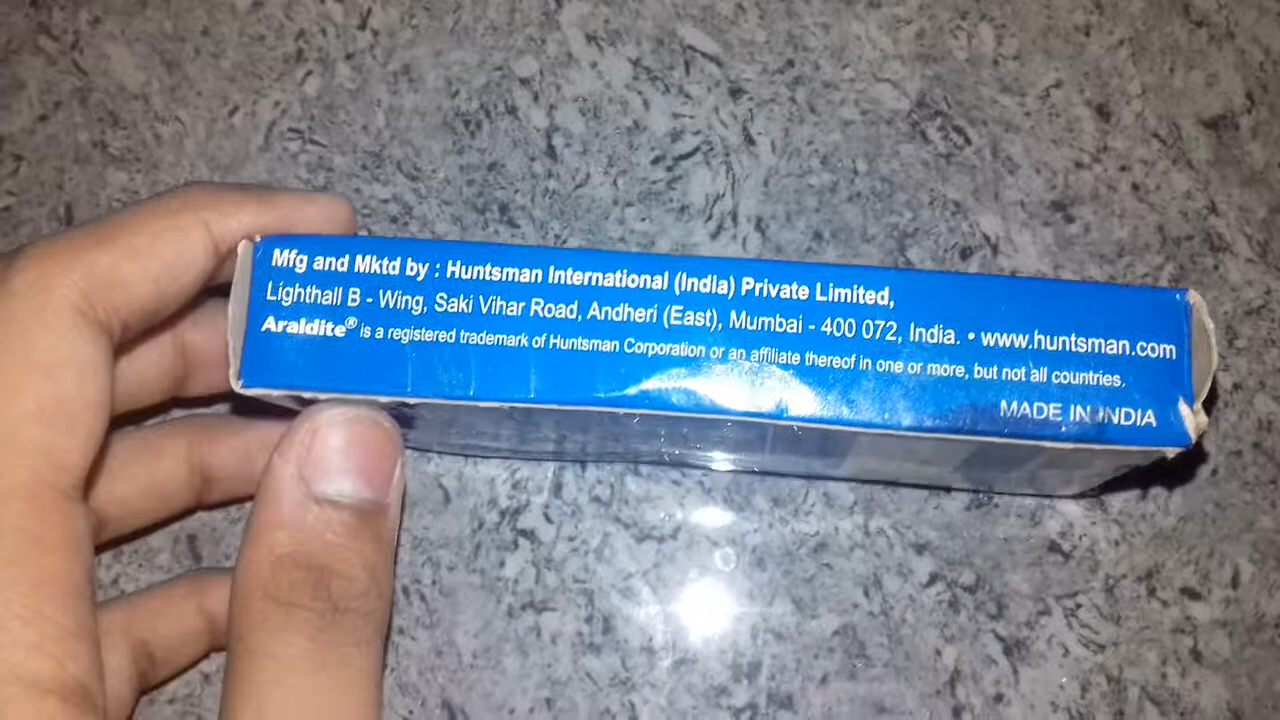 Mfg and Mktd by : Huntsman International (India) Private Limited,
Lighthall B - Wing, Saki Vihar Road, Andheri (East), Mumbai - 400 072, India. • www.huntsman.com
Araldite® is a registered trademark of Huntsman Corporation or an affiliate thereof in one or more, but not all countries.
MADE IN INDIA